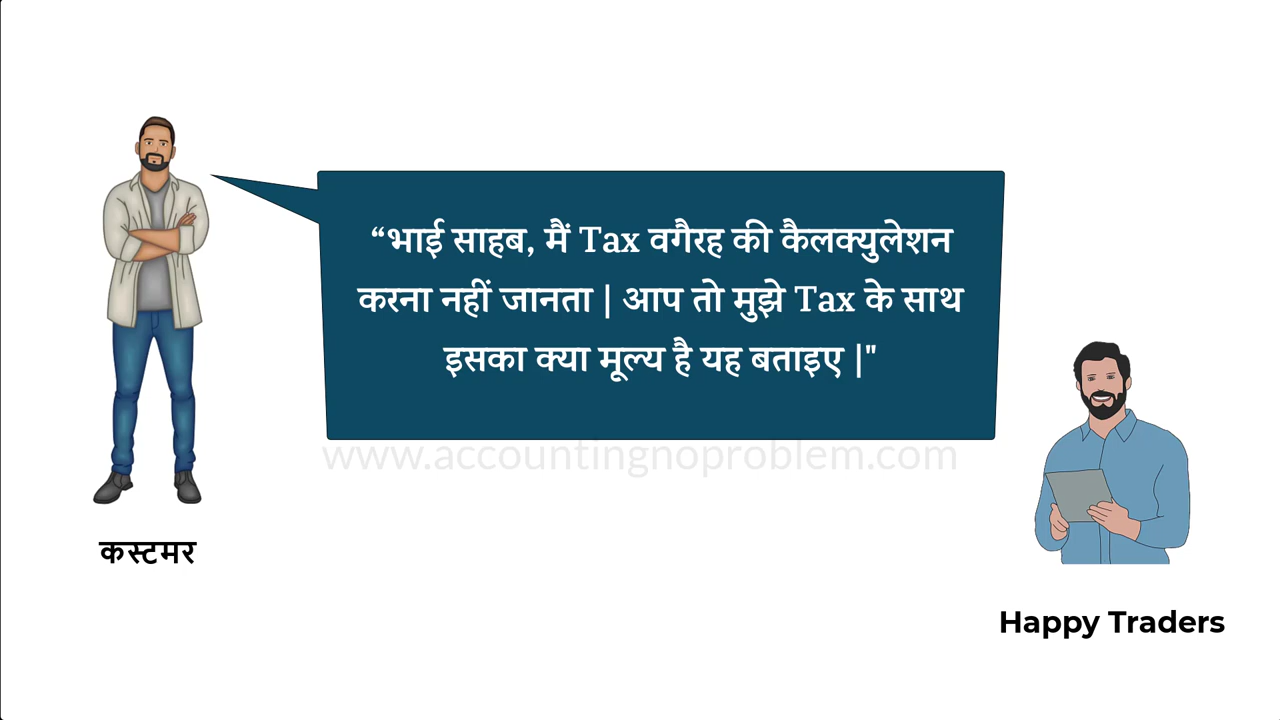 “भाई साहब, मैं Tax वगैरह की कैलक्युलेशन
करना नहीं जानता | आप तो मुझे Tax के साथ
इसका क्या मूल्य है यह बताइए |"
www.accountingnoproblem.com
कस्टमर
Happy Traders